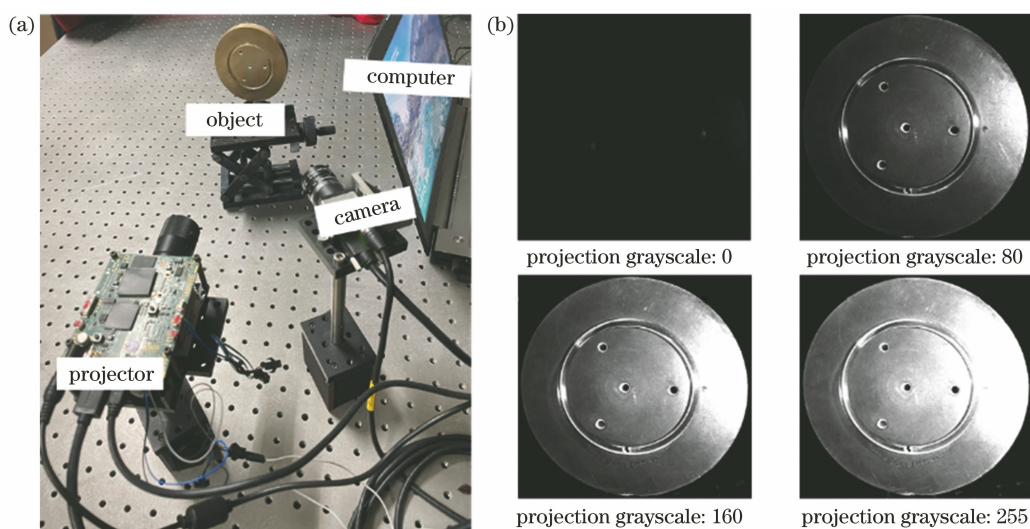 (a)
computer
object
camera
projector
(b)
projection grayscale: 0
projection grayscale: 80
projection grayscale: 160
projection grayscale: 255